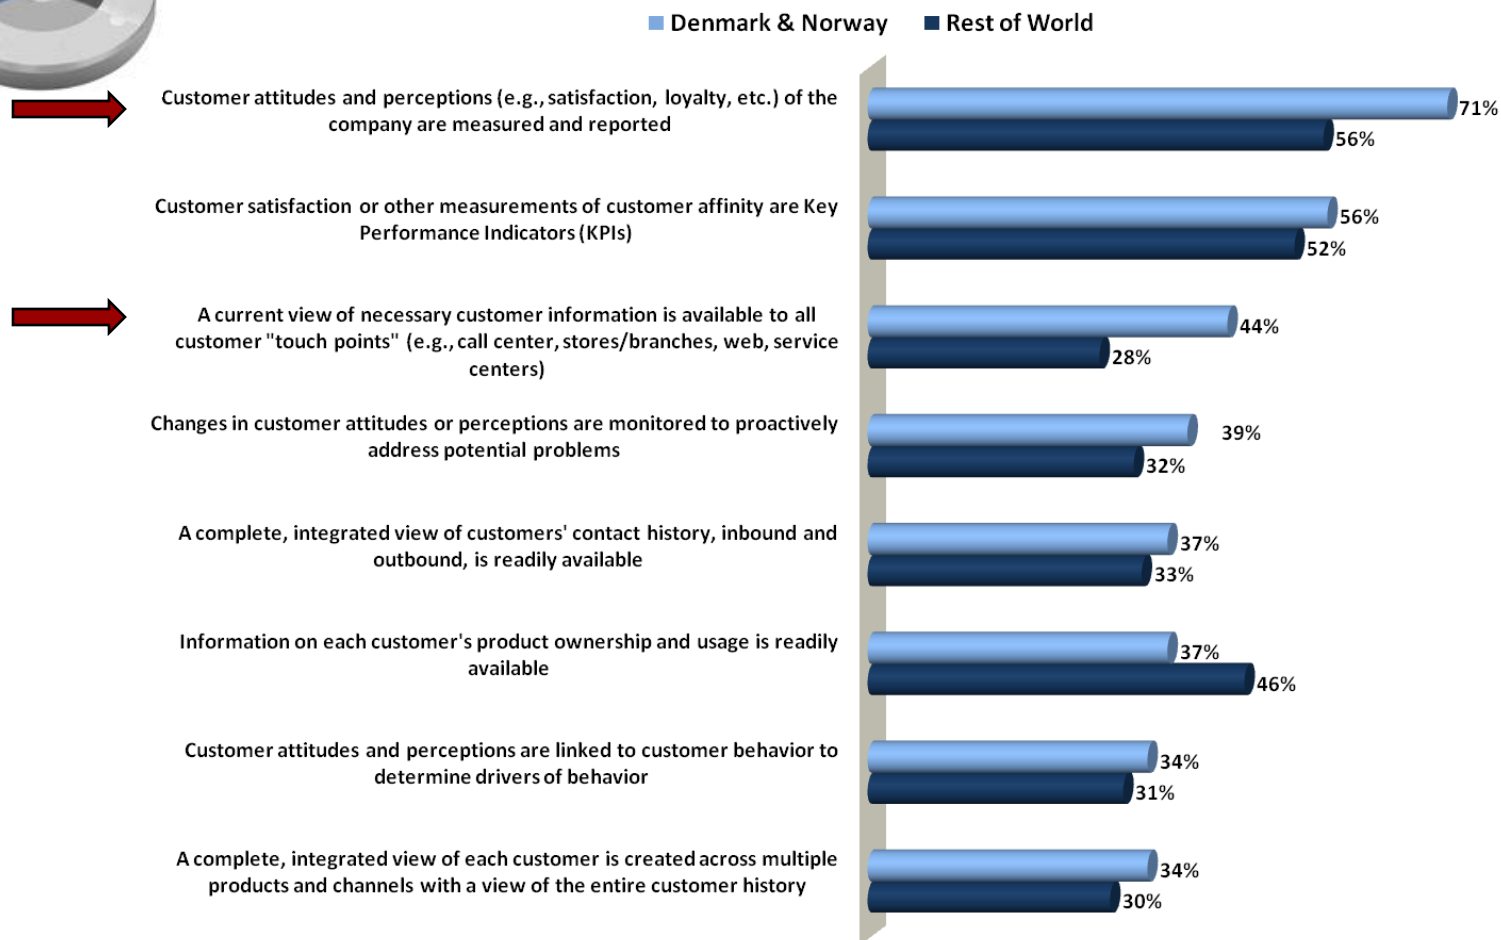 Denmark & Norway
Rest of World
Customer attitudes and perceptions (e.g., satisfaction, loyalty, etc.) of the
company are measured and reported
71%
56%
Customer satisfaction or other measurements of customer affinity are Key
Performance Indicators (KPIs)
56%
52%
A current view of necessary customer information is available to all
customer "touch points" (e.g., call center, stores/branches, web, service
centers)
44%
28%
Changes in customer attitudes or perceptions are monitored to proactively
address potential problems
39%
32%
A complete, integrated view of customers' contact history, inbound and
outbound, is readily available
37%
33%
Information on each customer's product ownership and usage is readily
available
37%
46%
Customer attitudes and perceptions are linked to customer behavior to
determine drivers of behavior
34%
31%
A complete, integrated view of each customer is created across multiple
products and channels with a view of the entire customer history
34%
30%